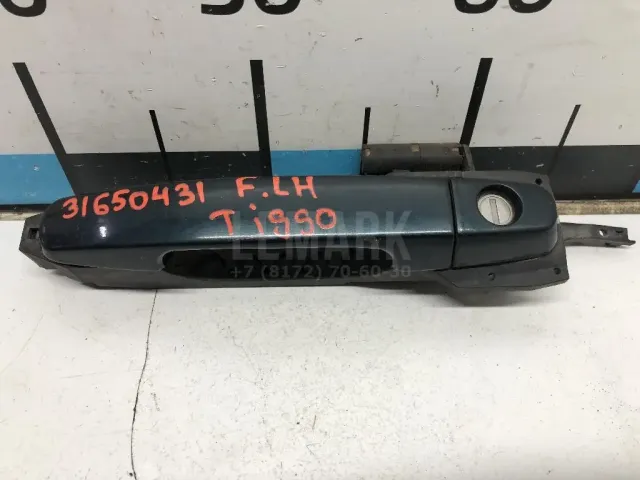 31650431 F.LH
Tiggo
LEMARK
+7 (8172) 70-60-30